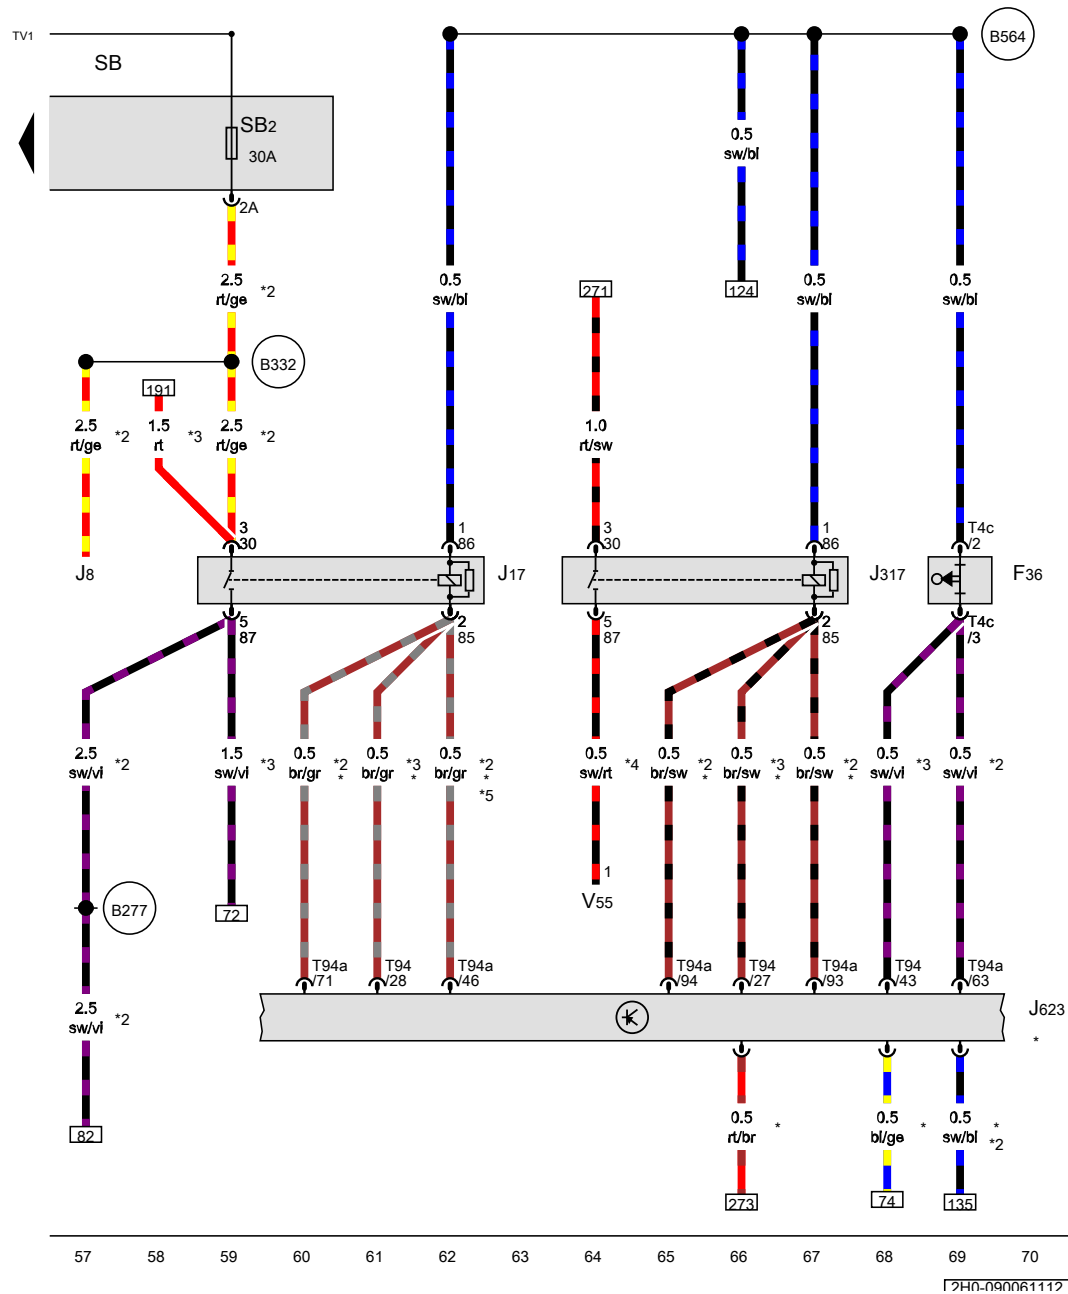 TV1
SB
B564
SB2
30A
2A
0.5
sw/bl
2.5
rt/ge
*2
0.5
sw/bl
271
124
0.5
sw/bl
0.5
sw/bl
B332
191
2.5
rt/ge
*2
1.5
rt
*3
2.5
rt/ge
*2
1.0
rt/sw
3
30
1
86
3
30
1
86
T4c
/2
J8
J17
J317
F36
5
87
2
85
5
87
2
85
T4c
/3
2.5
sw/vi
*2
1.5
sw/vi
*3
0.5
br/gr
*2
*
0.5
br/gr
*3
*
0.5
br/gr
*2
*
*5
0.5
sw/rt
*4
0.5
br/sw
*2
*
0.5
br/sw
*3
*
0.5
br/sw
*2
*
0.5
sw/vi
*3
0.5
sw/vi
*2
1
V55
B277
72
T94a
/71
T94
/28
T94a
/46
T94a
/94
T94
/27
T94a
/93
T94
/43
T94a
/63
2.5
sw/vi
*2
J623
*
82
0.5
rt/br
*
0.5
bl/ge
*
0.5
sw/bl
*
*2
273
74
135
57 58 59 60 61 62 63 64 65 66 67 68 69 70
2H0-090061112